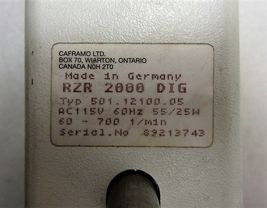 CAFRAMO LTD.
BOX 70, WIARTON, ONTARIO
CANADA N0H 2T0
Made in Germany
RZR 2000 DIG
Typ 501.12100.05
AC115V 60Hz 55/25W
60 - 700 1/min
Serial.No 89213743